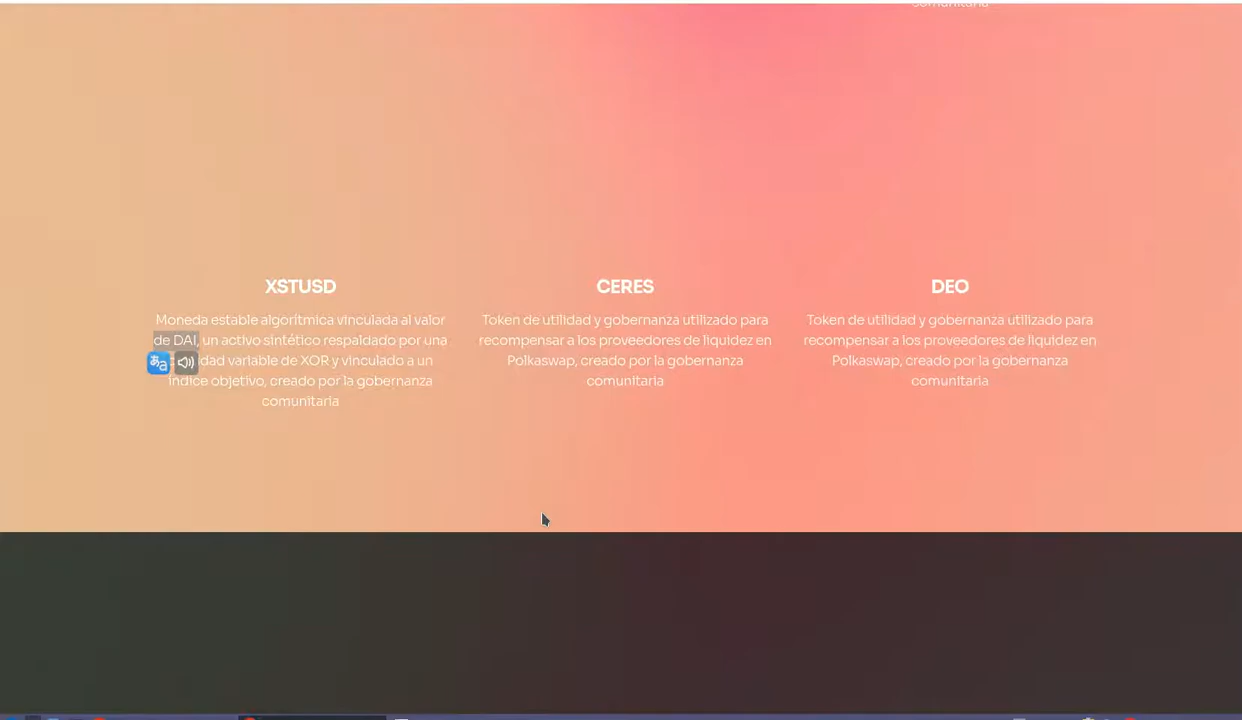 comunitaria
XSTUSD
Moneda estable algorítmica vinculada al valor
de DAI, un activo sintético respaldado por una
dad variable de XOR y vinculado a un
índice objetivo, creado por la gobernanza
comunitaria
CERES
Token de utilidad y gobernanza utilizado para
recompensar a los proveedores de liquidez en
Polkaswap, creado por la gobernanza
comunitaria
DEO
Token de utilidad y gobernanza utilizado para
recompensar a los proveedores de liquidez en
Polkaswap, creado por la gobernanza
comunitaria